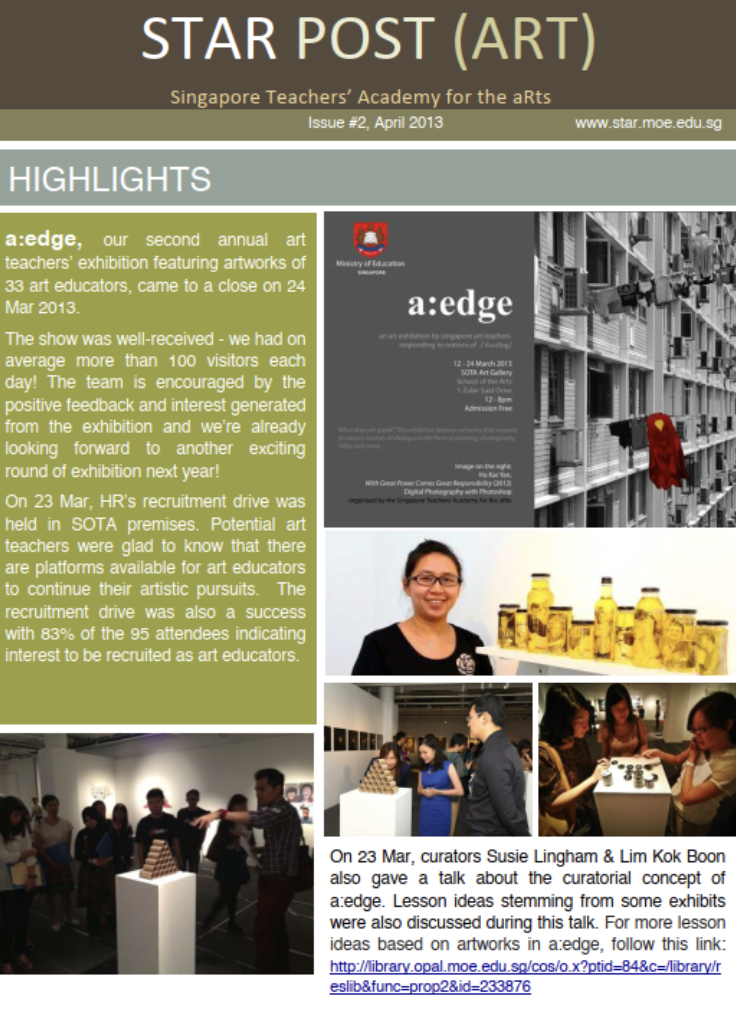 STAR POST (ART)
Singapore Teachers' Academy for the aRts
Issue #2, April 2013
www.star.moe.edu.sg
HIGHLIGHTS
a:edge, our second annual art
teachers' exhibition featuring artworks of
33 art educators, came to a close on 24
Mar 2013.
The show was well-received - we had on
average more than 100 visitors each
day! The team is encouraged by the
positive feedback and interest generated
from the exhibition and we're already
looking forward to another exciting
round of exhibition next year!
On 23 Mar, HR's recruitment drive was
held in SOTA premises. Potential art
teachers were glad to know that there
are platforms available for art educators
to continue their artistic pursuits. The
recruitment drive was also a success
with 83% of the 95 attendees indicating
interest to be recruited as art educators.
Ministry of Education
SINGAPORE
a:edge
an art exhibition by singapore art teachers
responding to notions of
12 - 24 March 2013
SOTA Art Gallery
School of the Arts
1 Zubir Said Drive
12 - 8pm
Admission Free
Image on the right:
Ho Kar Yan,
With Great Power Comes Great Responsibility (2012)
Digital Photography with Photoshop
organised by the Singapore Teachers Academy for the aRts
On 23 Mar, curators Susie Lingham & Lim Kok Boon
also gave a talk about the curatorial concept of
a:edge. Lesson ideas stemming from some exhibits
were also discussed during this talk. For more lesson
ideas based on artworks in a:edge, follow this link:
http://library.opal.moe.edu.sg/cos/o.x?ptid=84&c=/library/r
eslib&func=prop2&id=233876